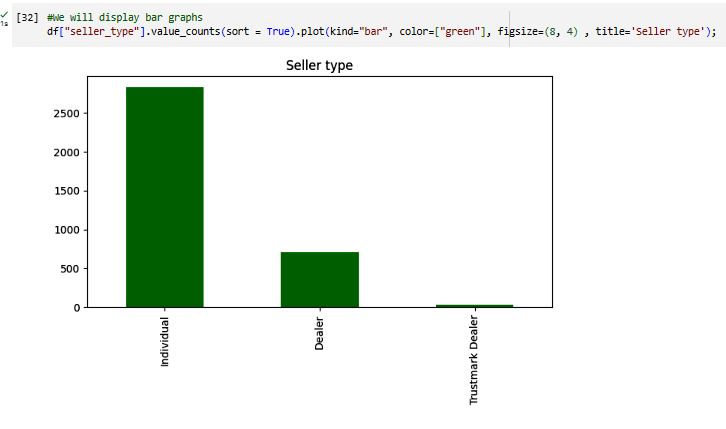 [32] #We will display bar graphs
1s df["seller_type"].value_counts(sort = True).plot(kind="bar", color=["green"], figsize=(8, 4) , title='Seller type');
Seller type
2500
2000
1500
1000
500
0
Individual
Dealer
Trustmark Dealer